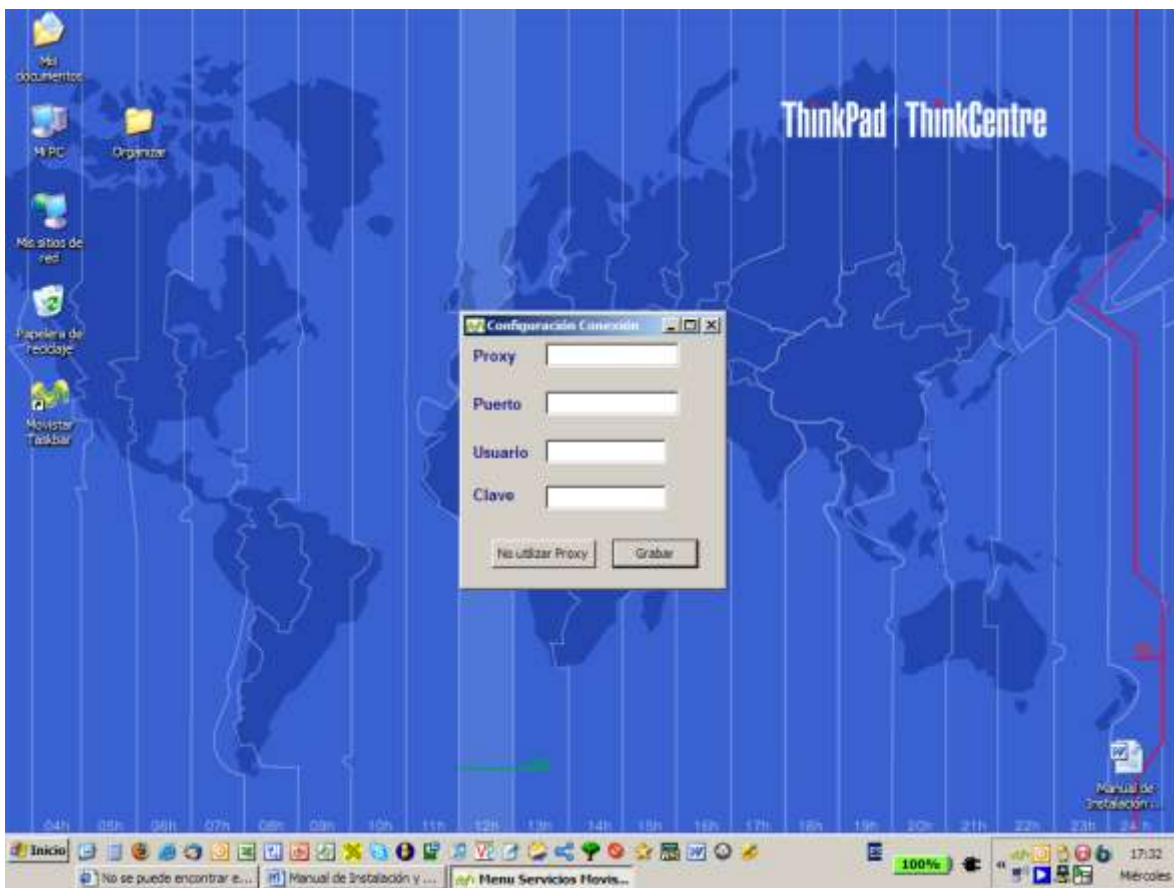 Mis
documentos
Mi PC
Organizar
Mis sitios de
red
Papelera de
reciclaje
Movistar
Taskbar
ThinkPad | ThinkCentre
Configuración Conexión
Proxy
Puerto
Usuario
Clave
No utilizar Proxy
Grabar
Manual de
Instalación ...
04h 05h 06h 07h 08h 09h 10h 11h 12h 13h 14h 15h 16h 17h 18h 19h 20h 21h 22h 23h 24h
Inicio
ES
100%
17:32
No se puede encontrar e...
Manual de Instalación y ...
Menu Servicios Movis...
Miércoles